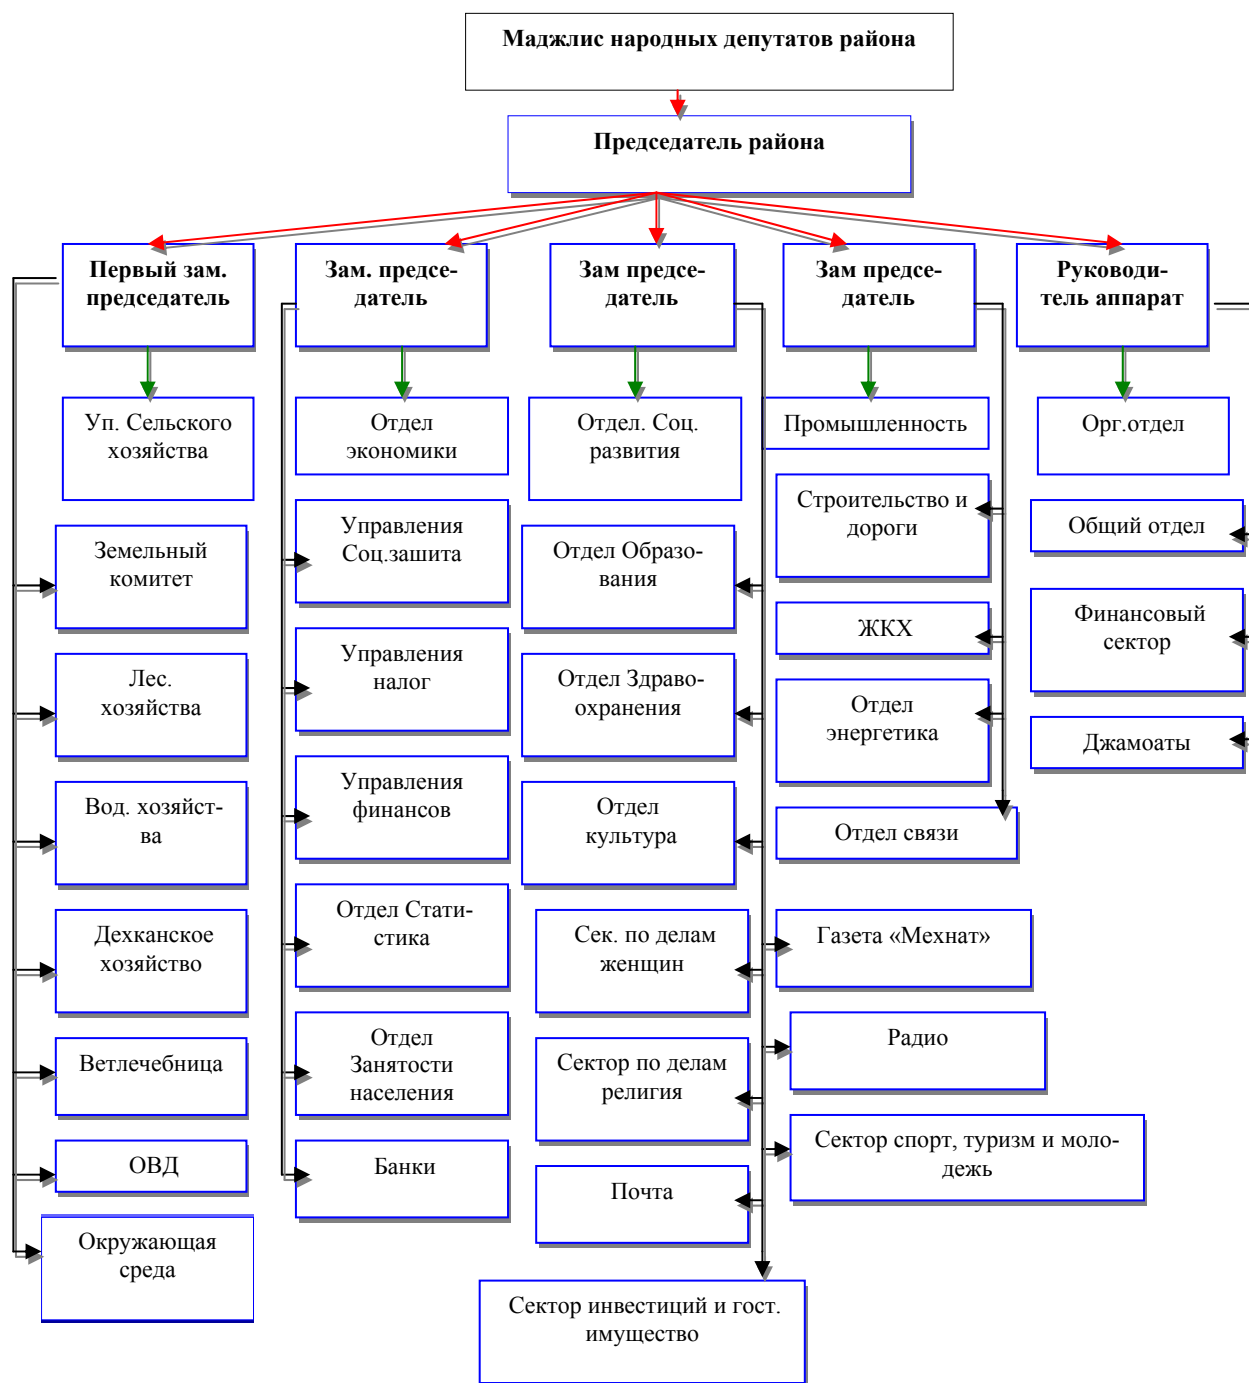 Маджлис народных депутатов района
Председатель района
Первый зам.
председатель
Зам. предсе-
датель
Зам предсе-
датель
Зам предсе-
датель
Руководи-
тель аппарат
Уп. Сельского
хозяйства
Земельный
комитет
Лес.
хозяйства
Вод. хозяйст-
ва
Дехканское
хозяйство
Ветлечебница
ОВД
Окружающая
среда
Отдел
экономики
Управления
Соц.зашита
Управления
налог
Управления
финансов
Отдел Стати-
стика
Отдел
Занятости
населения
Банки
Отдел. Соц.
развития
Отдел Образо-
вания
Отдел Здраво-
охранения
Отдел
культура
Сек. по делам
женщин
Сектор по делам
религия
Почта
Сектор инвестиций и гост.
имущество
Промышленность
Строительство и
дороги
ЖКХ
Отдел
энергетика
Отдел связи
Газета «Мехнат»
Радио
Сектор спорт, туризм и моло-
дежь
Орг.отдел
Общий отдел
Финансовый
сектор
Джамоаты